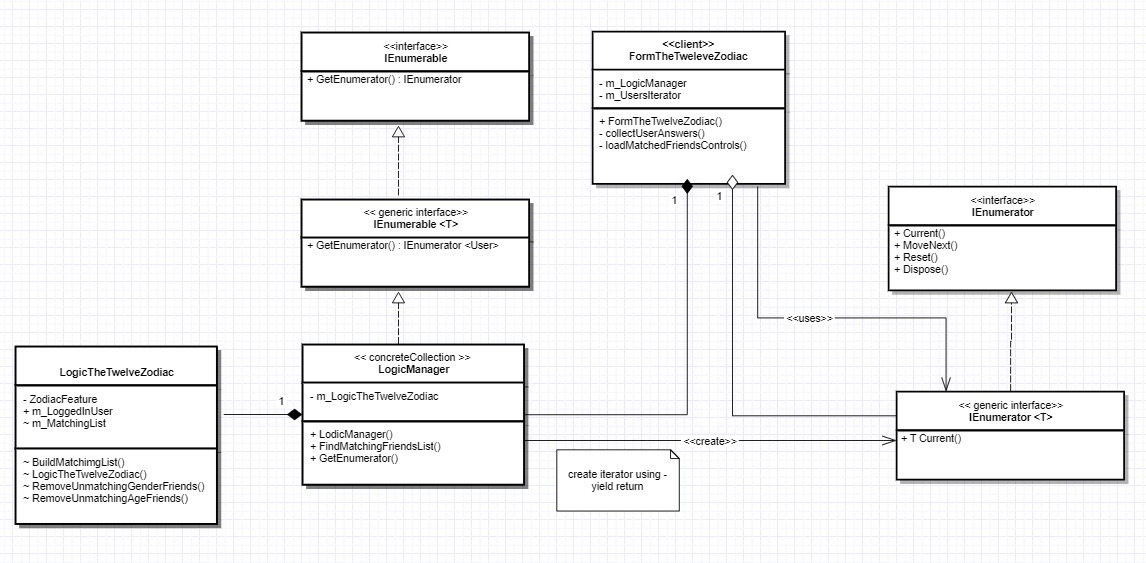 <<interface>>
IEnumerable
+ GetEnumerator() : IEnumerator
<<client>>
FormTheTweleveZodiac
- m_LogicManager
- m_UsersIterator
+ FormTheTwelveZodiac()
- collectUserAnswers()
- loadMatchedFriendsControls()
1
1
<< generic interface>>
IEnumerable <T>
+ GetEnumerator() : IEnumerator <User>
<<interface>>
IEnumerator
+ Current()
+ MoveNext()
+ Reset()
+ Dispose()
<<uses>>
LogicTheTwelveZodiac
- ZodiacFeature
+ m_LoggedInUser
~ m_MatchingList
~ BuildMatchimgList()
~ LogicTheTwelveZodiac()
~ RemoveUnmatchingGenderFriends()
~ RemoveUnmatchingAgeFriends()
1
<< concreteCollection >>
LogicManager
- m_LogicTheTwelveZodiac
+ LodicManager()
+ FindMatchingFriendsList()
+ GetEnumerator()
<<create>>
create iterator using -
yield return
<< generic interface>>
IEnumerator <T>
+ T Current()